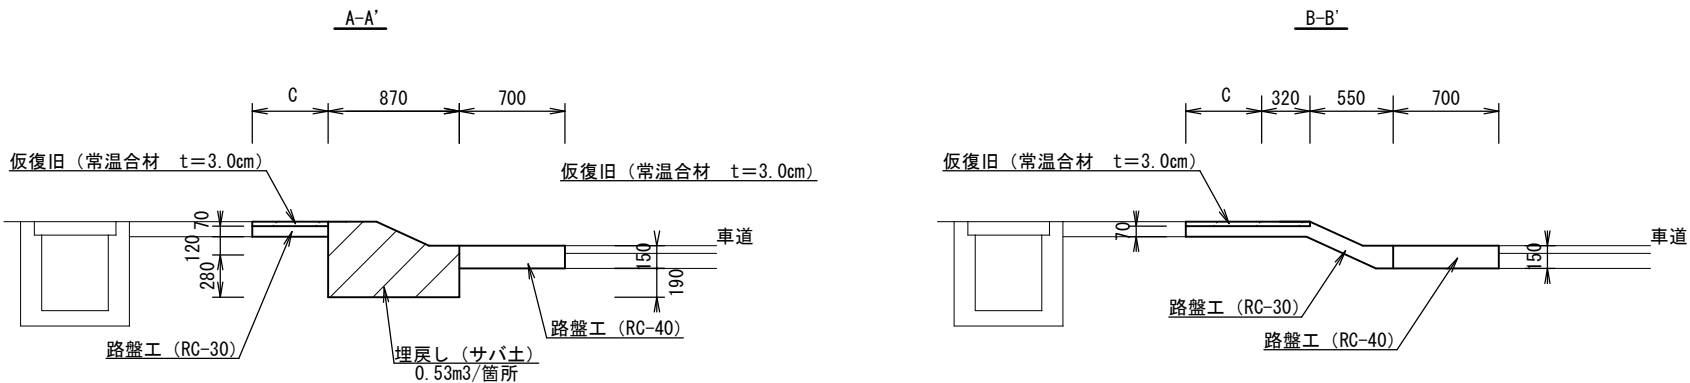 A-A'
C
870
700
仮復旧（常温合材　t＝3.0cm）
仮復旧（常温合材　t＝3.0cm）
70
120
280
車道
150
190
路盤工（RC-30）
路盤工（RC-40）
埋戻し（サバ土）
0.53m3/箇所
B-B'
C
320
550
700
仮復旧（常温合材　t＝3.0cm）
70
車道
150
路盤工（RC-30）
路盤工（RC-40）